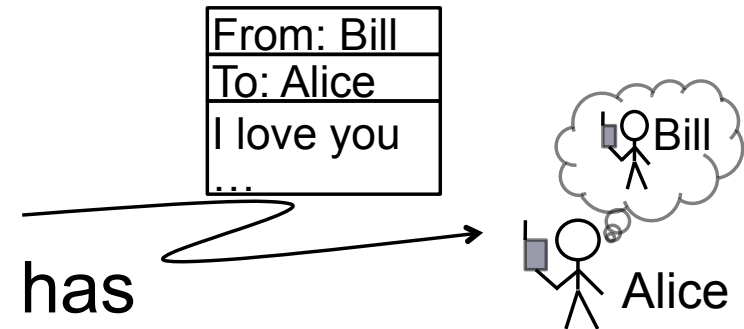 From: Bill
To: Alice
I love you
...
Bill
has
Alice